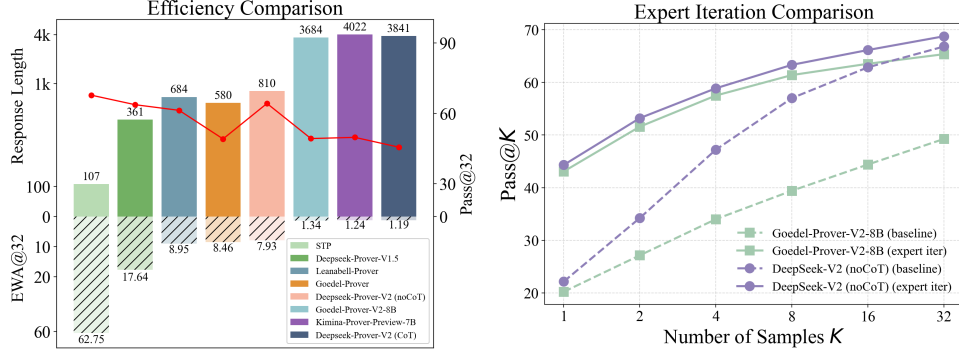 Efficiency Comparison
Response Length
EWA@32
Pass@32
4k
1k
100
0
10
20
60
90
60
30
0
107
361
684
580
810
3684
4022
3841
62.75
17.64
8.95
8.46
7.93
1.34
1.24
1.19
STP
Deepseek-Prover-V1.5
Leanabell-Prover
Goedel-Prover
Deepseek-Prover-V2 (noCoT)
Goedel-Prover-V2-8B
Kimina-Prover-Preview-7B
Deepseek-Prover-V2 (CoT)
Expert Iteration Comparison
Pass@K
70
60
50
40
30
20
1
2
4
8
16
32
Number of Samples K
Goedel-Prover-V2-8B (baseline)
Goedel-Prover-V2-8B (expert iter)
DeepSeek-V2 (noCoT) (baseline)
DeepSeek-V2 (noCoT) (expert iter)